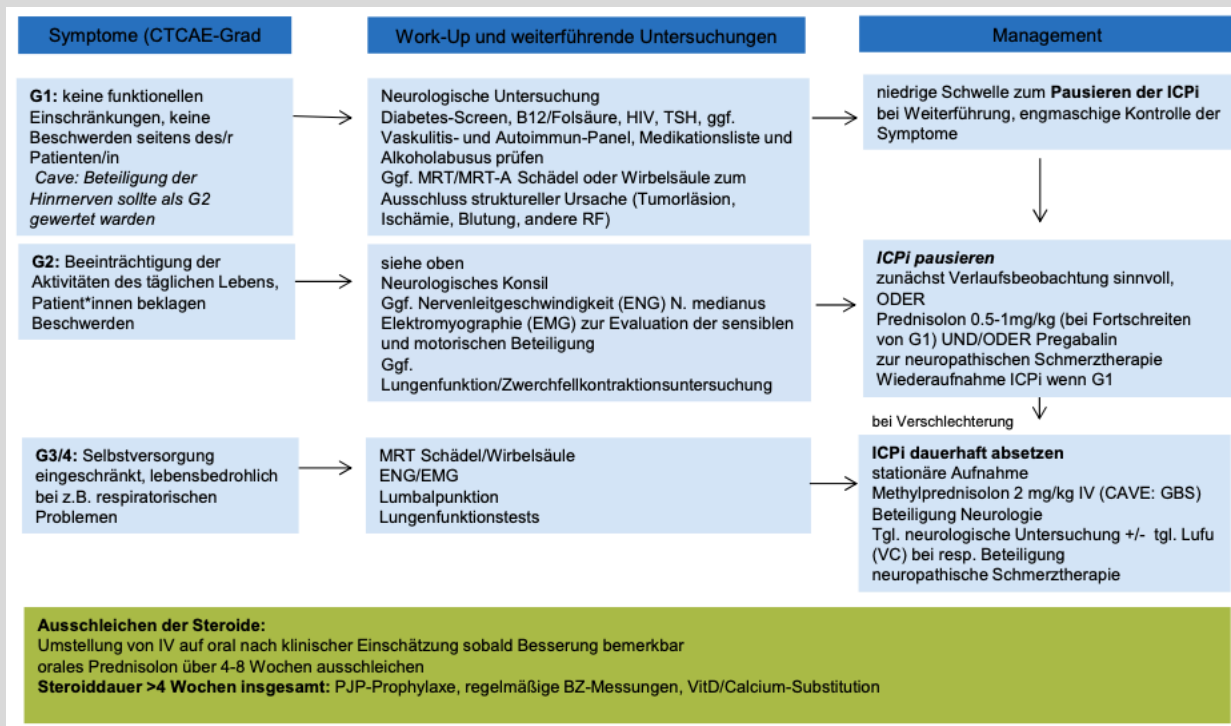 Symptome (CTCAE-Grad
Work-Up und weiterführende Untersuchungen
Management
G1: keine funktionellen
Einschränkungen, keine
Beschwerden seitens des/r
Patienten/in
Cave: Beteiligung der
Hirnnerven sollte als G2
gewertet warden
Neurologische Untersuchung
Diabetes-Screen, B12/Folsäure, HIV, TSH, ggf.
Vaskulitis- und Autoimmun-Panel, Medikationsliste und
Alkoholabusus prüfen
Ggf. MRT/MRT-A Schädel oder Wirbelsäule zum
Ausschluss struktureller Ursache (Tumorläsion,
Ischämie, Blutung, andere RF)
niedrige Schwelle zum Pausieren der ICPi
bei Weiterführung, engmaschige Kontrolle der
Symptome
G2: Beeinträchtigung der
Aktivitäten des täglichen Lebens,
Patient*innen beklagen
Beschwerden
siehe oben
Neurologisches Konsil
Ggf. Nervenleitgeschwindigkeit (ENG) N. medianus
Elektromyographie (EMG) zur Evaluation der sensiblen
und motorischen Beteiligung
Ggf.
Lungenfunktion/Zwerchfellkontraktionsuntersuchung
ICPi pausieren
zunächst Verlaufsbeobachtung sinnvoll,
ODER
Prednisolon 0.5-1mg/kg (bei Fortschreiten
von G1) UND/ODER Pregabalin
zur neuropathischen Schmerztherapie
Wiederaufnahme ICPi wenn G1
bei Verschlechterung
G3/4: Selbstversorgung
eingeschränkt, lebensbedrohlich
bei z.B. respiratorischen
Problemen
MRT Schädel/Wirbelsäule
ENG/EMG
Lumbalpunktion
Lungenfunktionstests
ICPi dauerhaft absetzen
stationäre Aufnahme
Methylprednisolon 2 mg/kg IV (CAVE: GBS)
Beteiligung Neurologie
Tgl. neurologische Untersuchung +/- tgl. Lufu
(VC) bei resp. Beteiligung
neuropathische Schmerztherapie
Ausschleichen der Steroide:
Umstellung von IV auf oral nach klinischer Einschätzung sobald Besserung bemerkbar
orales Prednisolon über 4-8 Wochen ausschleichen
Steroiddauer >4 Wochen insgesamt: PJP-Prophylaxe, regelmäßige BZ-Messungen, VitD/Calcium-Substitution